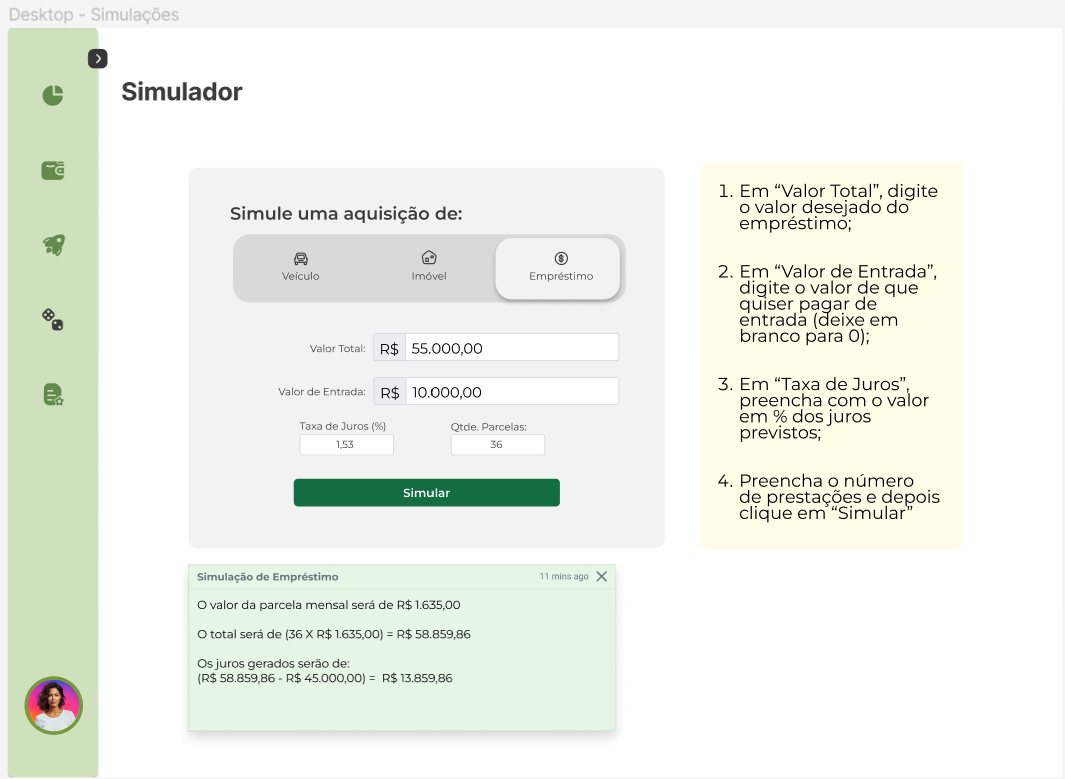 Desktop - Simulações
Simulador
Simule uma aquisição de:
Veículo
Imóvel
Empréstimo
Valor Total:
R$
55.000,00
Valor de Entrada:
R$
10.000,00
Taxa de Juros (%)
Qtde. Parcelas:
1,53
36
Simular
1. Em “Valor Total”, digite
o valor desejado do
empréstimo;
2. Em “Valor de Entrada”,
digite o valor de que
quiser pagar de
entrada (deixe em
branco para 0);
3. Em “Taxa de Juros”,
preencha com o valor
em % dos juros
previstos;
4. Preencha o número
de prestações e depois
clique em “Simular”
Simulação de Empréstimo
11 mins ago
O valor da parcela mensal será de R$ 1.635,00
O total será de (36 X R$ 1.635,00) = R$ 58.859,86
Os juros gerados serão de:
(R$ 58.859,86 - R$ 45.000,00) = R$ 13.859,86